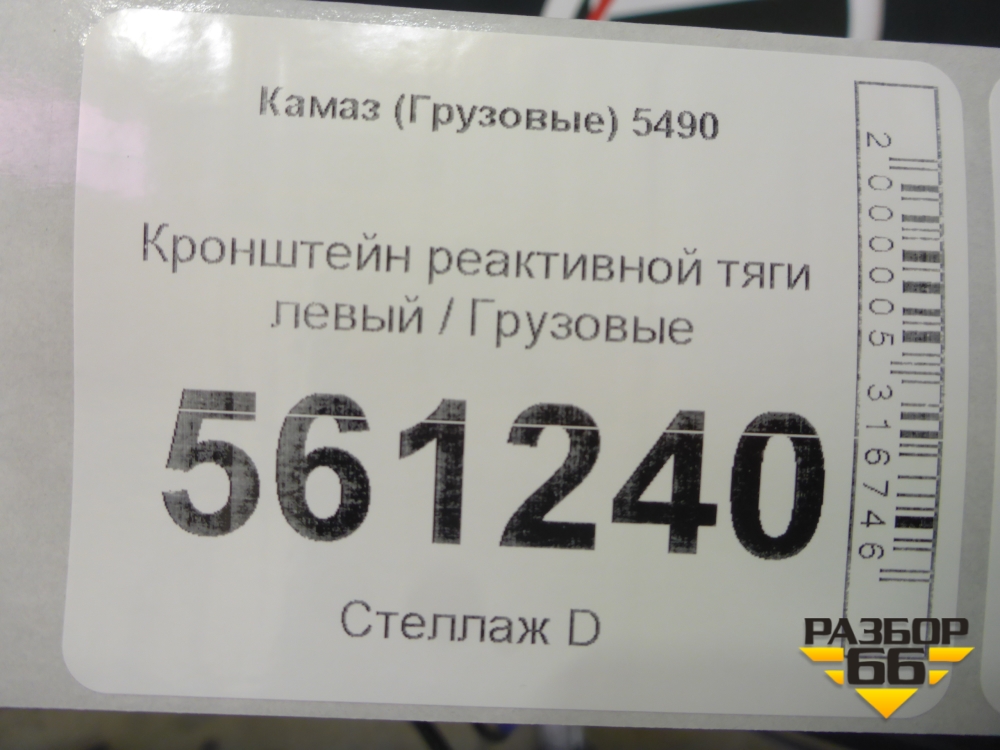 Камаз (Грузовые) 5490
Кронштейн реактивной тяги
левый / Грузовые
561240
Стеллаж D
2000005316746
РАЗБОР
66